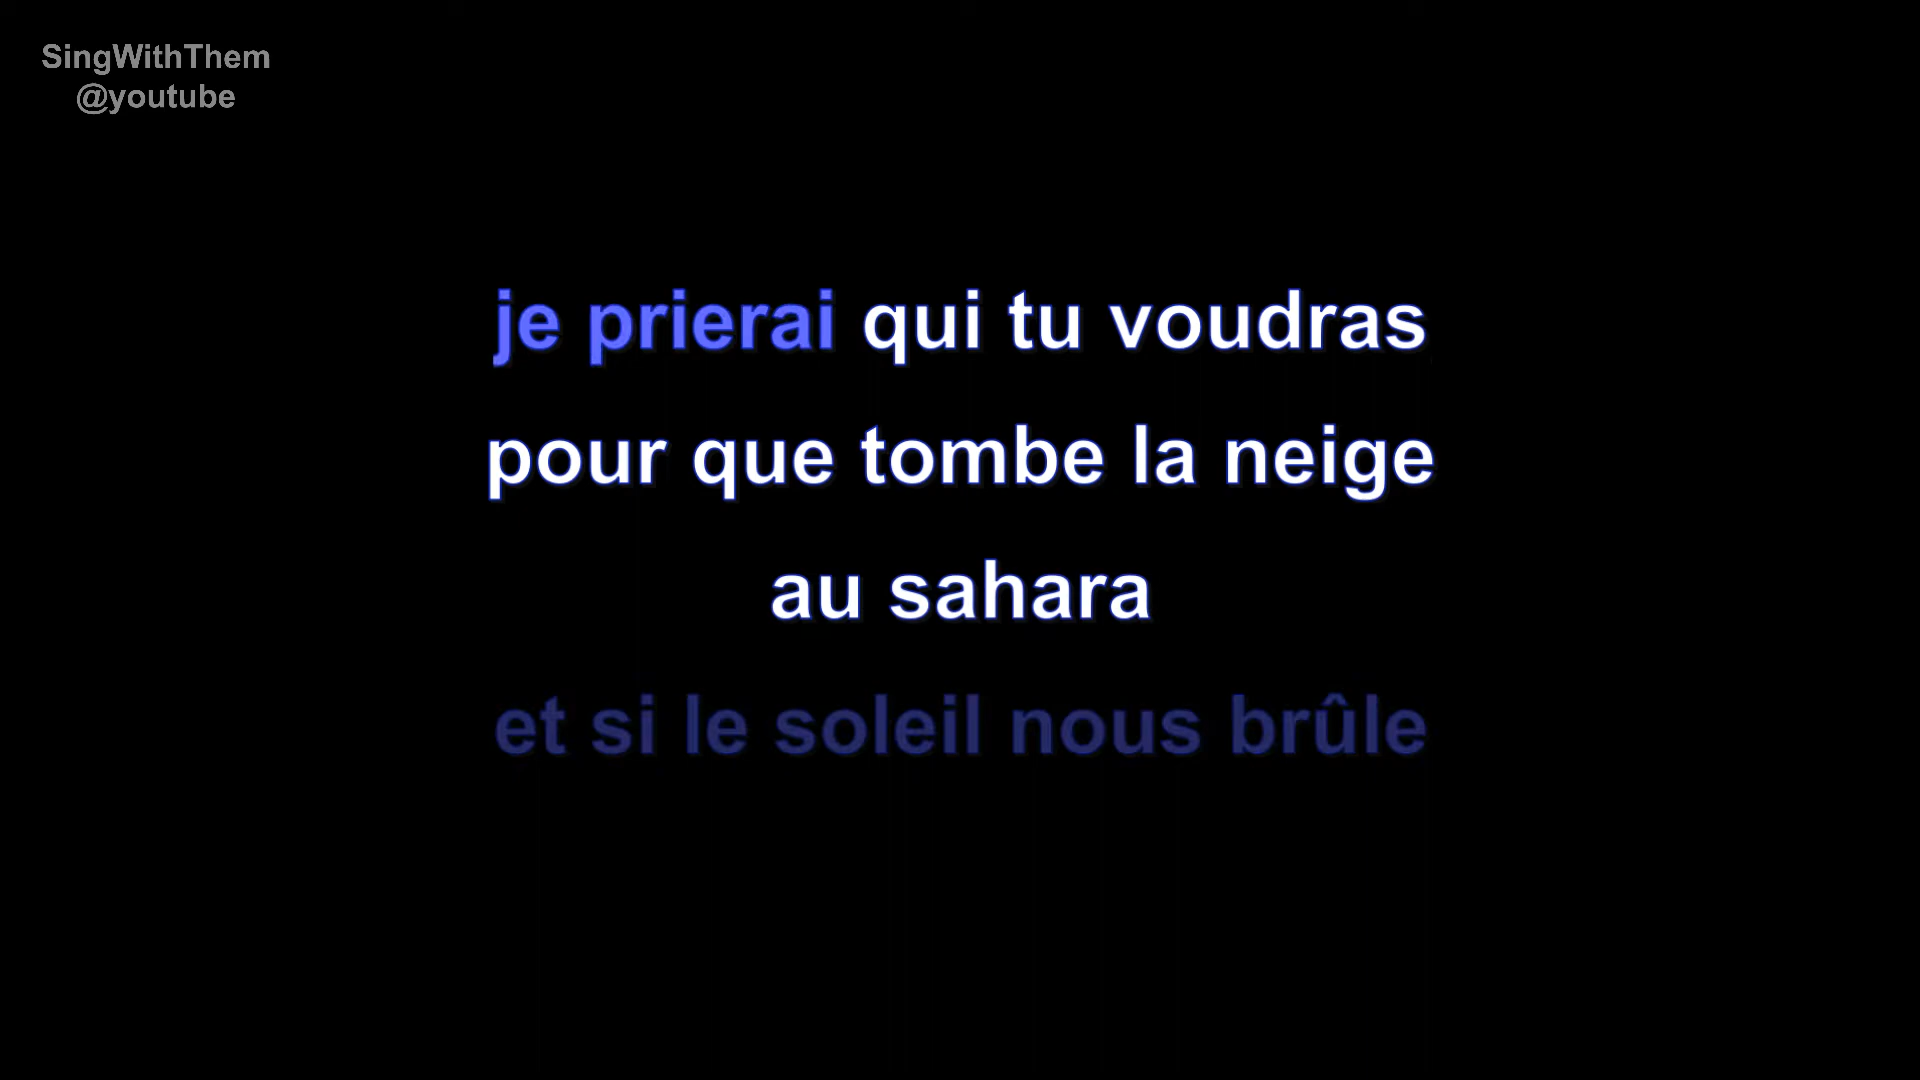 SingWithThem
@youtube
je prierai qui tu voudras
pour que tombe la neige
au sahara
et si le soleil nous brûle